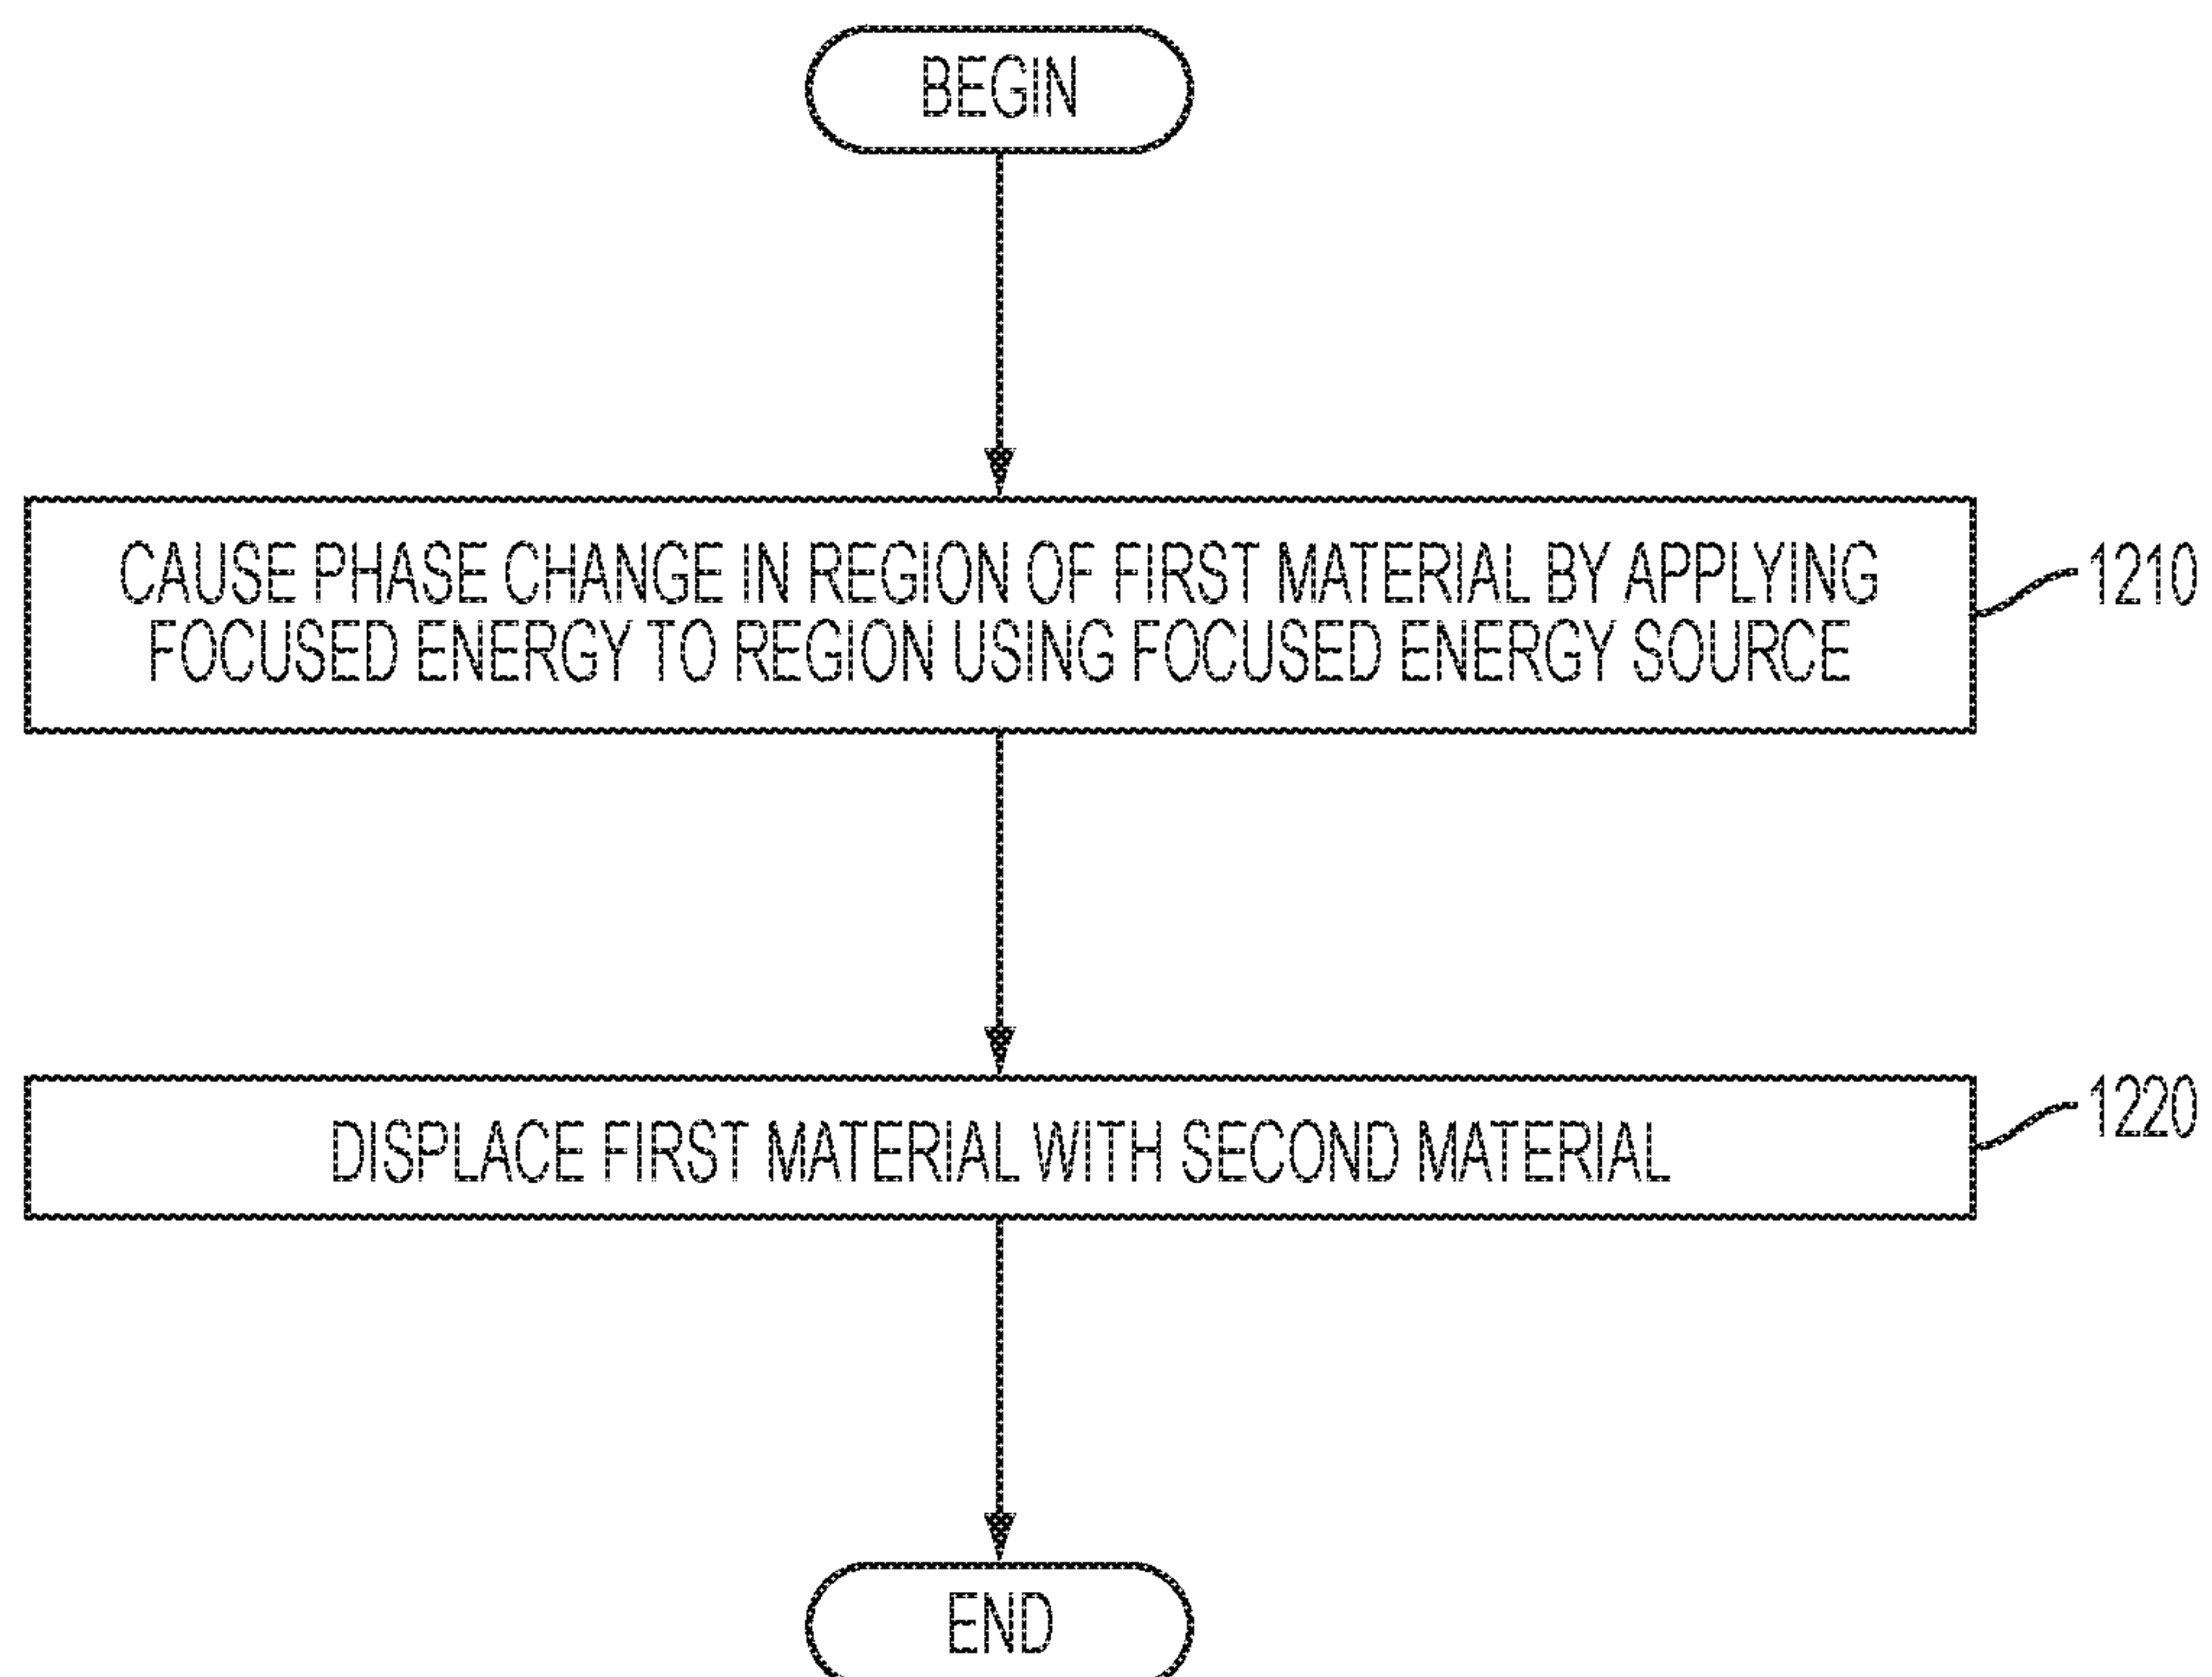 BEGIN
CAUSE PHASE CHANGE IN REGION OF FIRST MATERIAL BY APPLYING
FOCUSED ENERGY TO REGION USING FOCUSED ENERGY SOURCE
1210
DISPLACE FIRST MATERIAL WITH SECOND MATERIAL
1220
END